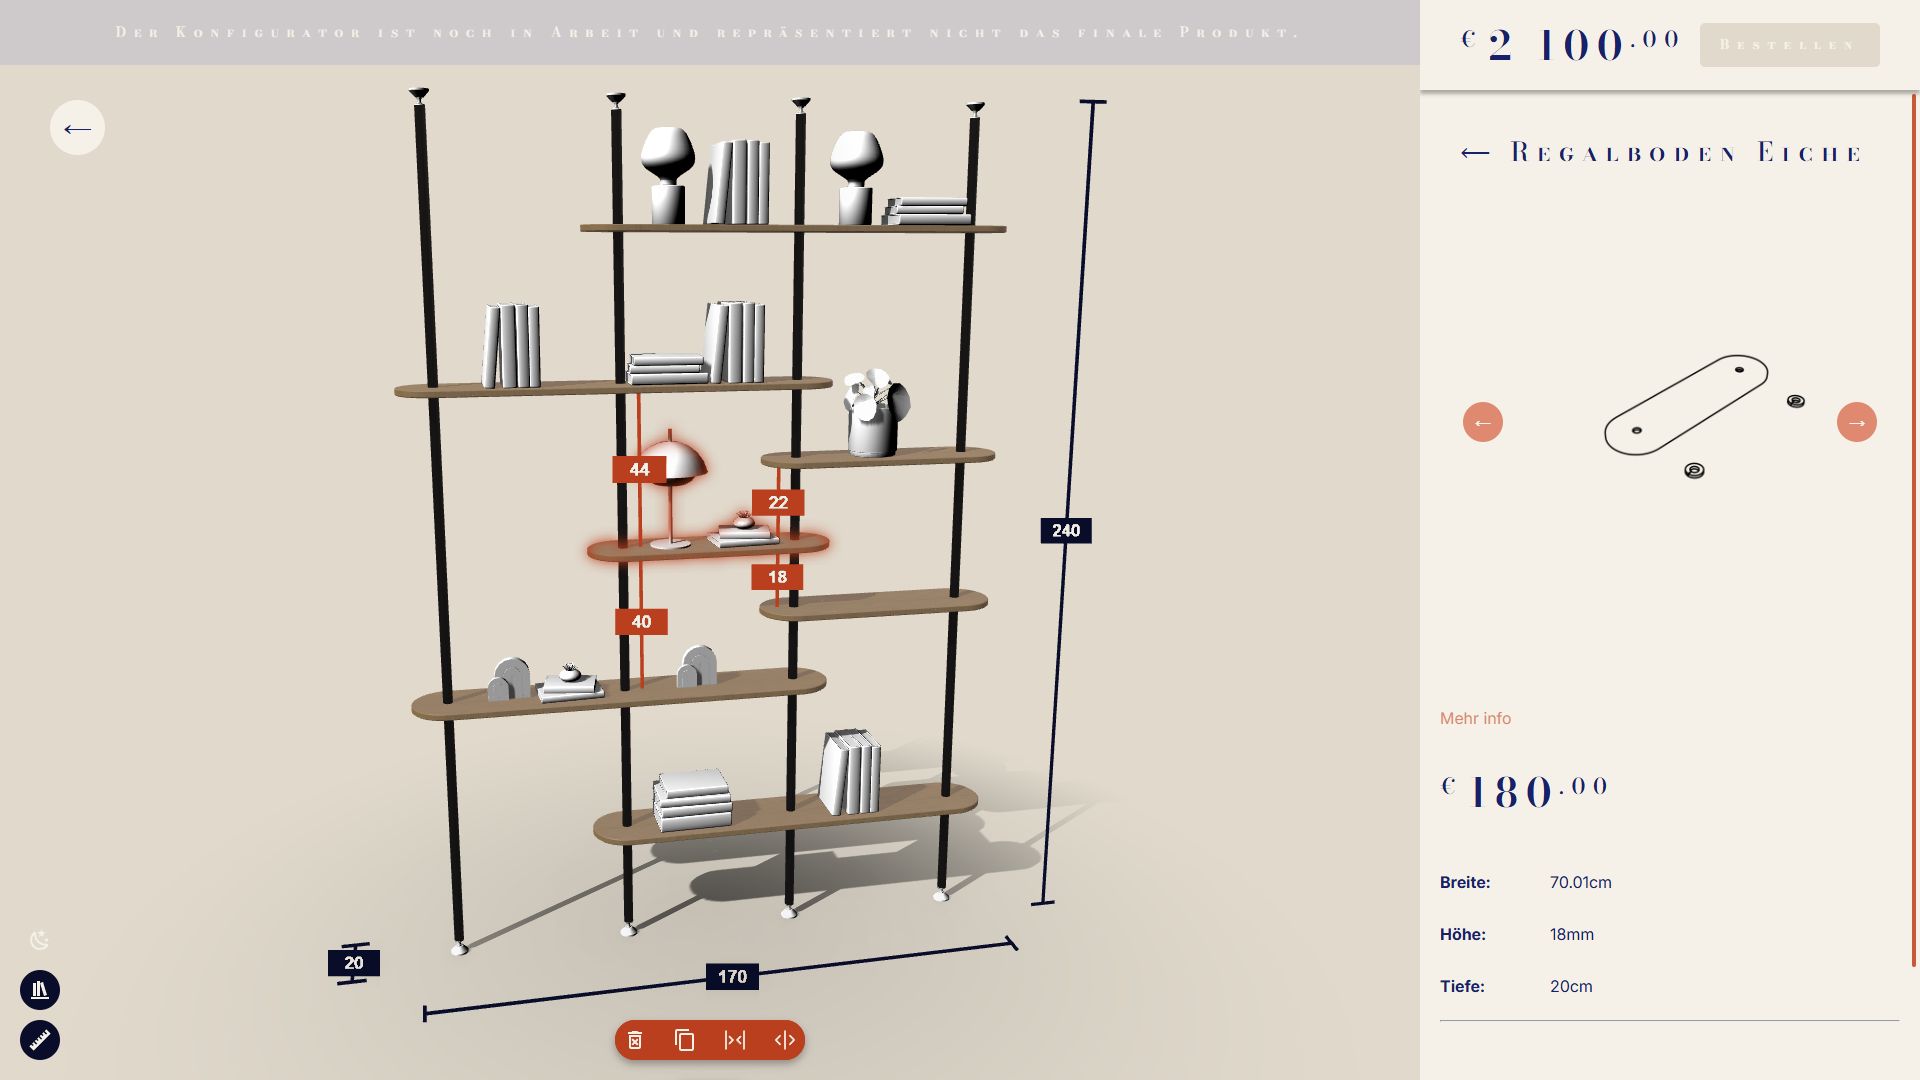 Der Konfigurator ist noch in Arbeit und repräsentiert nicht das finale Produkt.
€ 2 100.00
Bestellen
← Regalboden Eiche
44
22
240
18
40
20
170
Mehr info
€ 180.00
Breite: 70.01cm
Höhe: 18mm
Tiefe: 20cm